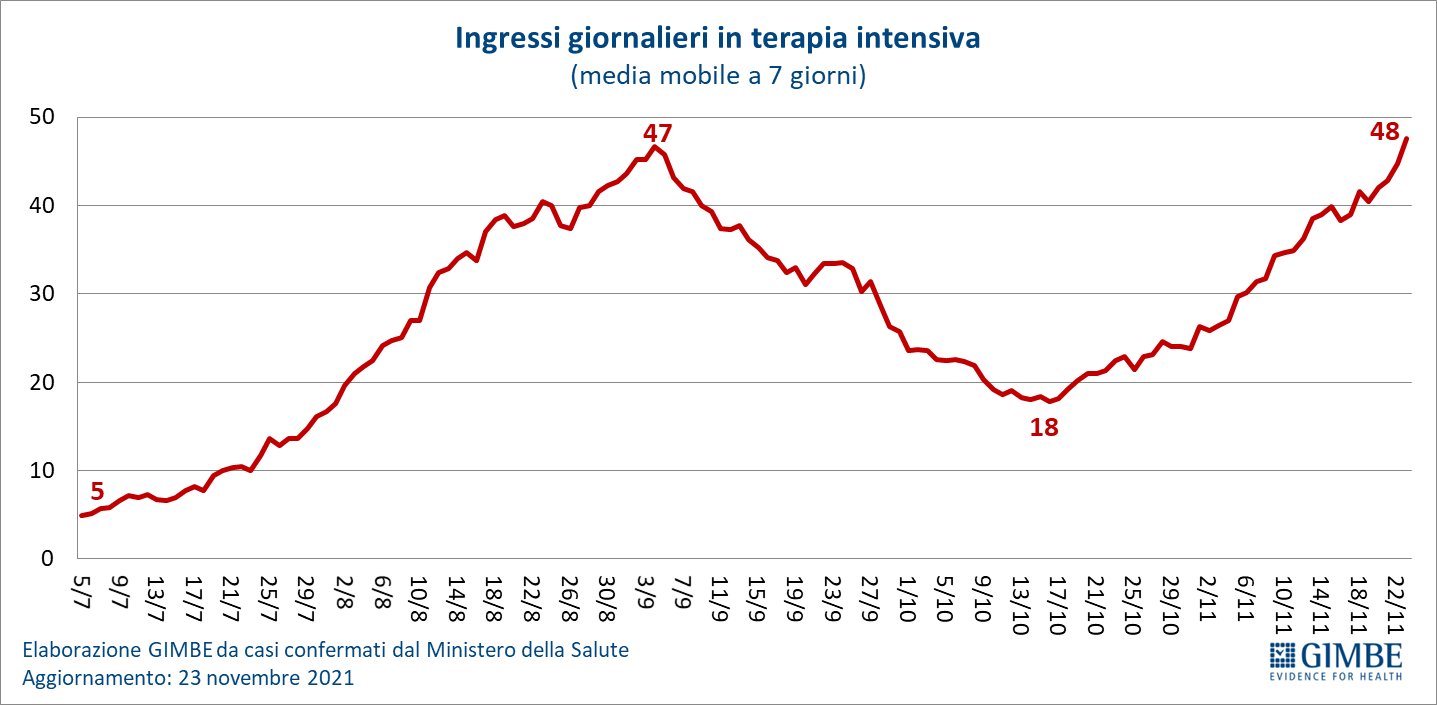 Ingressi giornalieri in terapia intensiva
(media mobile a 7 giorni)
50
40
30
20
10
0
5
47
18
48
5/7 9/7 13/7 17/7 21/7 25/7 29/7 2/8 6/8 10/8 14/8 18/8 22/8 26/8 30/8 3/9 7/9 11/9 15/9 19/9 23/9 27/9 1/10 5/10 9/10 13/10 17/10 21/10 25/10 29/10 2/11 6/11 10/11 14/11 18/11 22/11
Elaborazione GIMBE da casi confermati dal Ministero della Salute
Aggiornamento: 23 novembre 2021
GIMBE
EVIDENCE FOR HEALTH